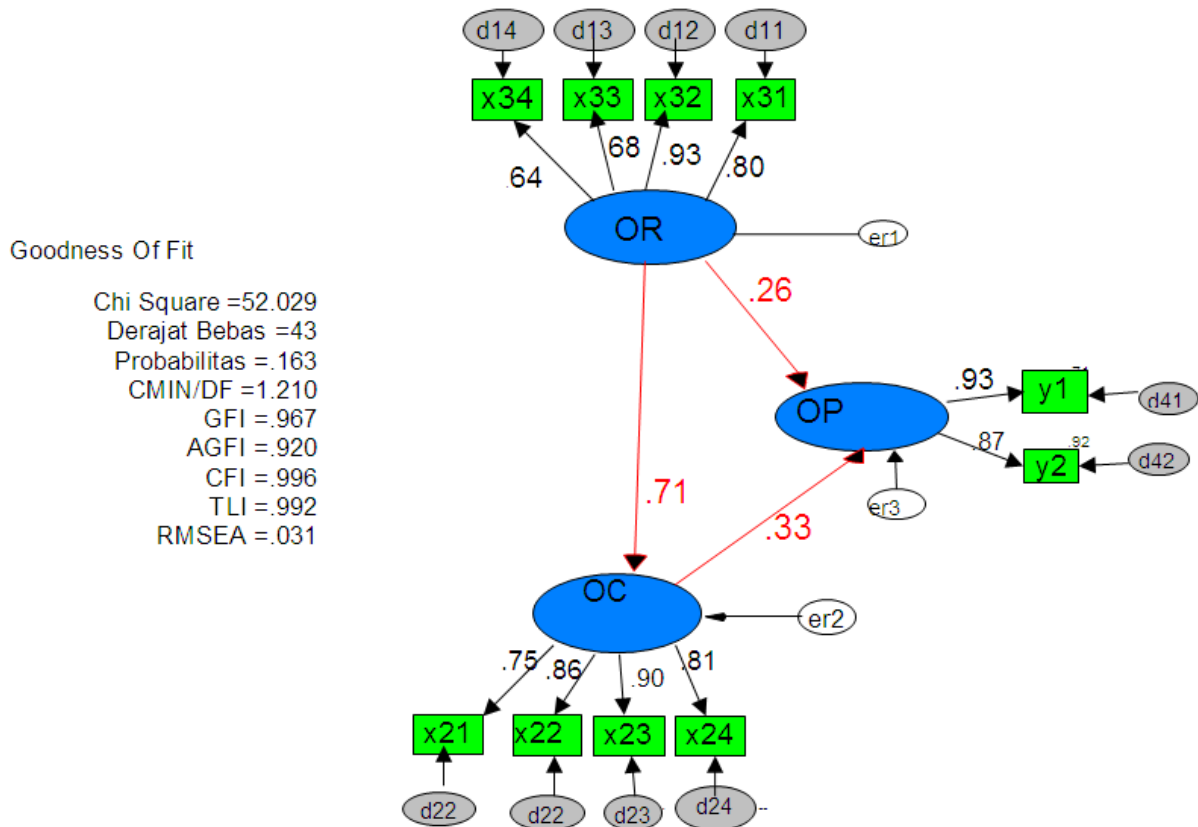 d14 d13 d12 d11
x34 x33 x32 x31
.64 68 .93 .80
OR
er1
Goodness Of Fit
Chi Square =52.029
Derajat Bebas =43
Probabilitas =.163
CMIN/DF =1.210
GFI =.967
AGFI =.920
CFI =.996
TLI =.992
RMSEA =.031
.26
OP
.93
y1
d41
.87
.92
y2
d42
er3
.71
.33
OC
er2
.75 .86 .90 .81
x21 x22 x23 x24
d22 d22 d23 d24